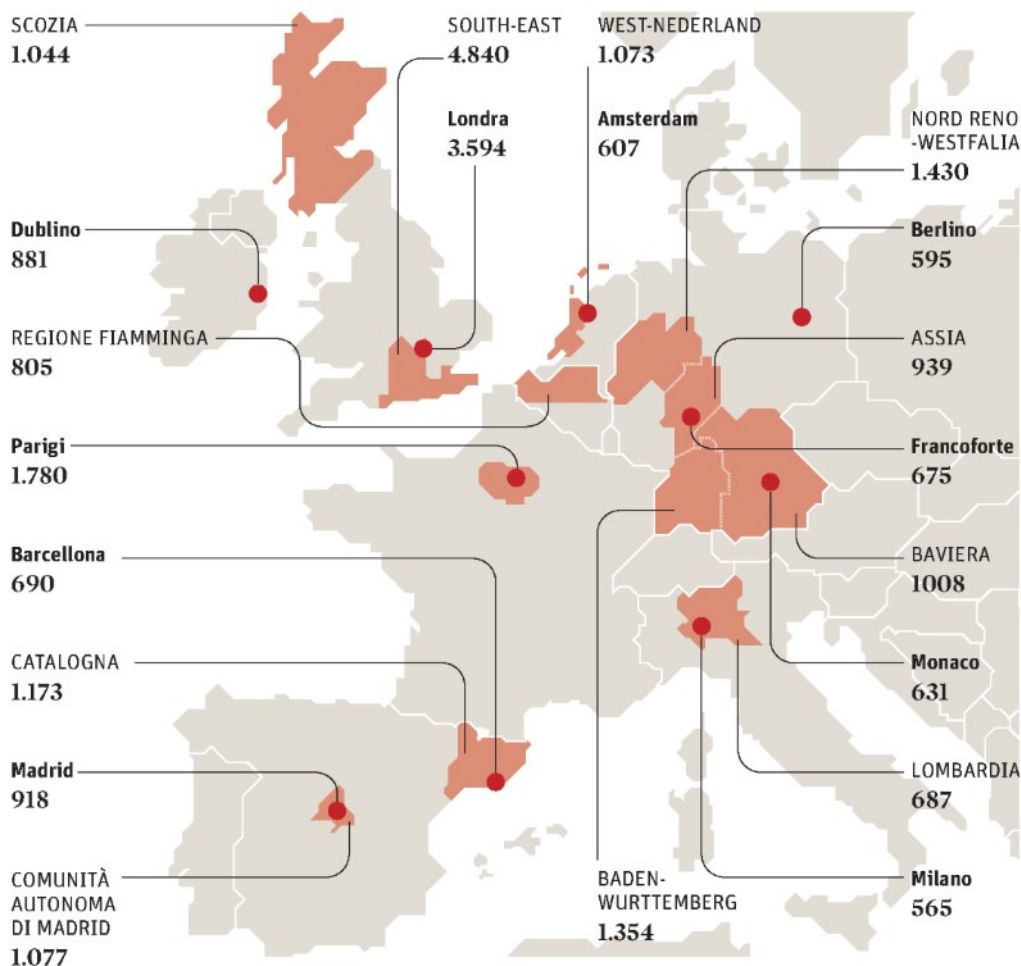 SCOZIA
1.044
SOUTH-EAST
4.840
WEST-NEDERLAND
1.073
Londra
3.594
Amsterdam
607
NORD RENO
-WESTFALIA
1.430
Dublino
881
Berlino
595
REGIONE FIAMMINGA
805
ASSIA
939
Parigi
1.780
Francoforte
675
Barcellona
690
BAVIERA
1008
CATALOGNA
1.173
Monaco
631
Madrid
918
LOMBARDIA
687
COMUNITÀ
AUTONOMA
DI MADRID
1.077
BADEN-
WURTTEMBERG
1.354
Milano
565